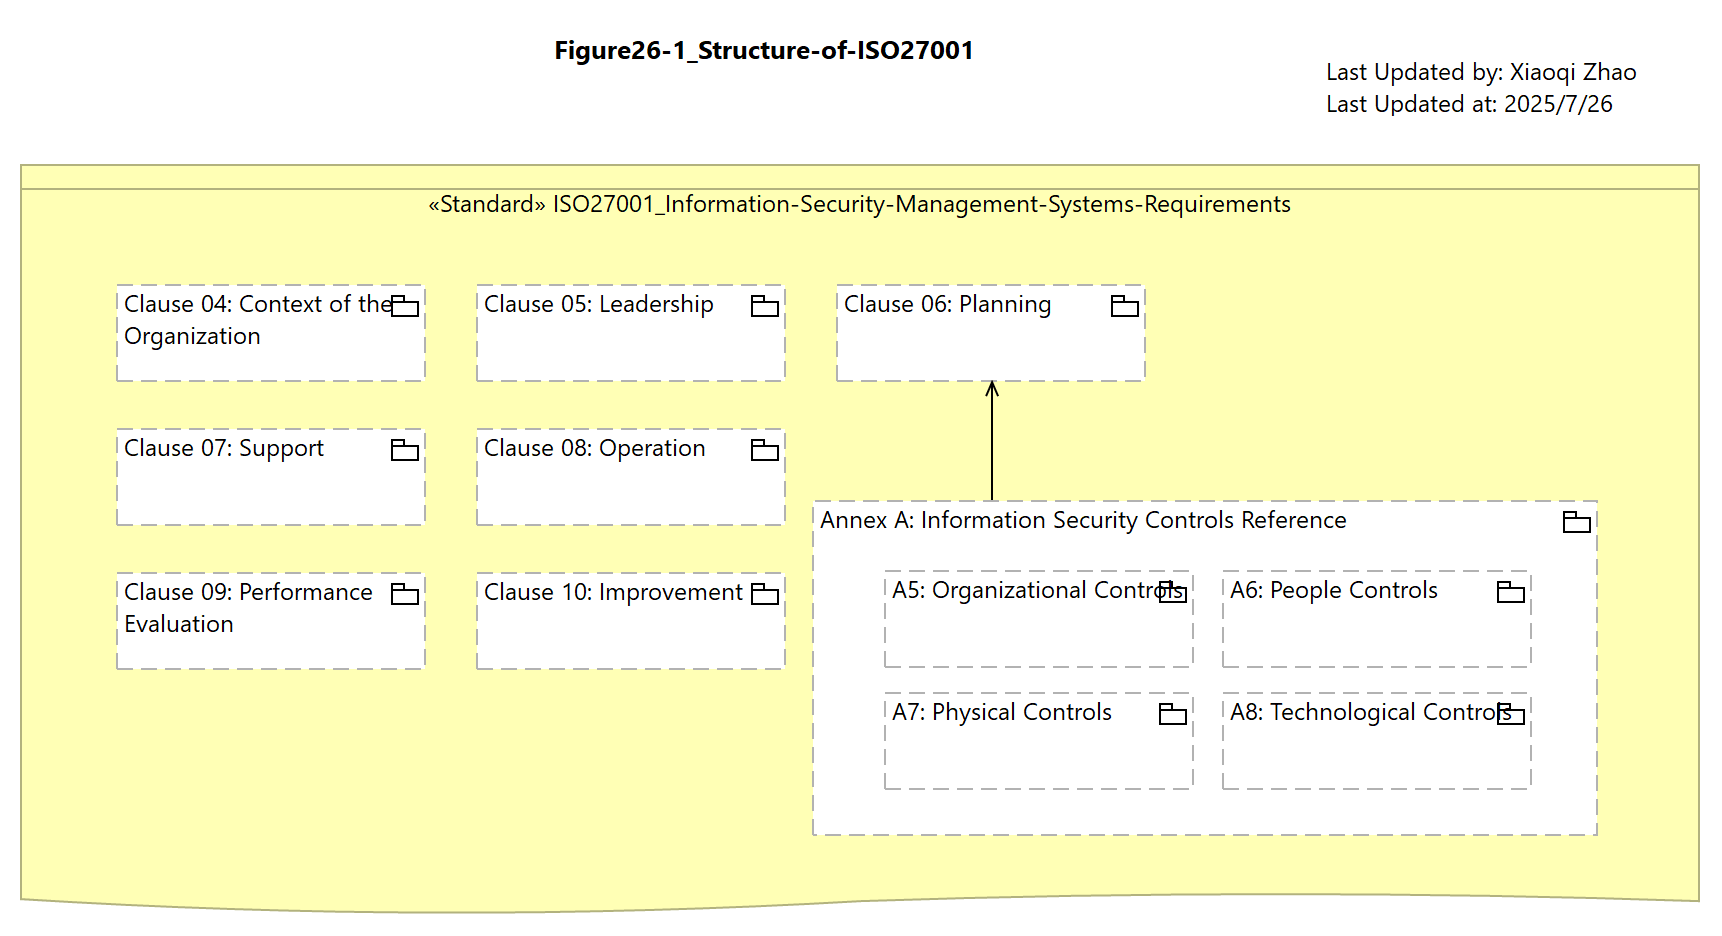 Figure26-1_Structure-of-ISO27001
Last Updated by: Xiaoqi Zhao
Last Updated at: 2025/7/26
«Standard» ISO27001_Information-Security-Management-Systems-Requirements
Clause 04: Context of the
Organization
Clause 05: Leadership
Clause 06: Planning
Clause 07: Support
Clause 08: Operation
Clause 09: Performance
Evaluation
Clause 10: Improvement
Annex A: Information Security Controls Reference
A5: Organizational Controls
A6: People Controls
A7: Physical Controls
A8: Technological Controls